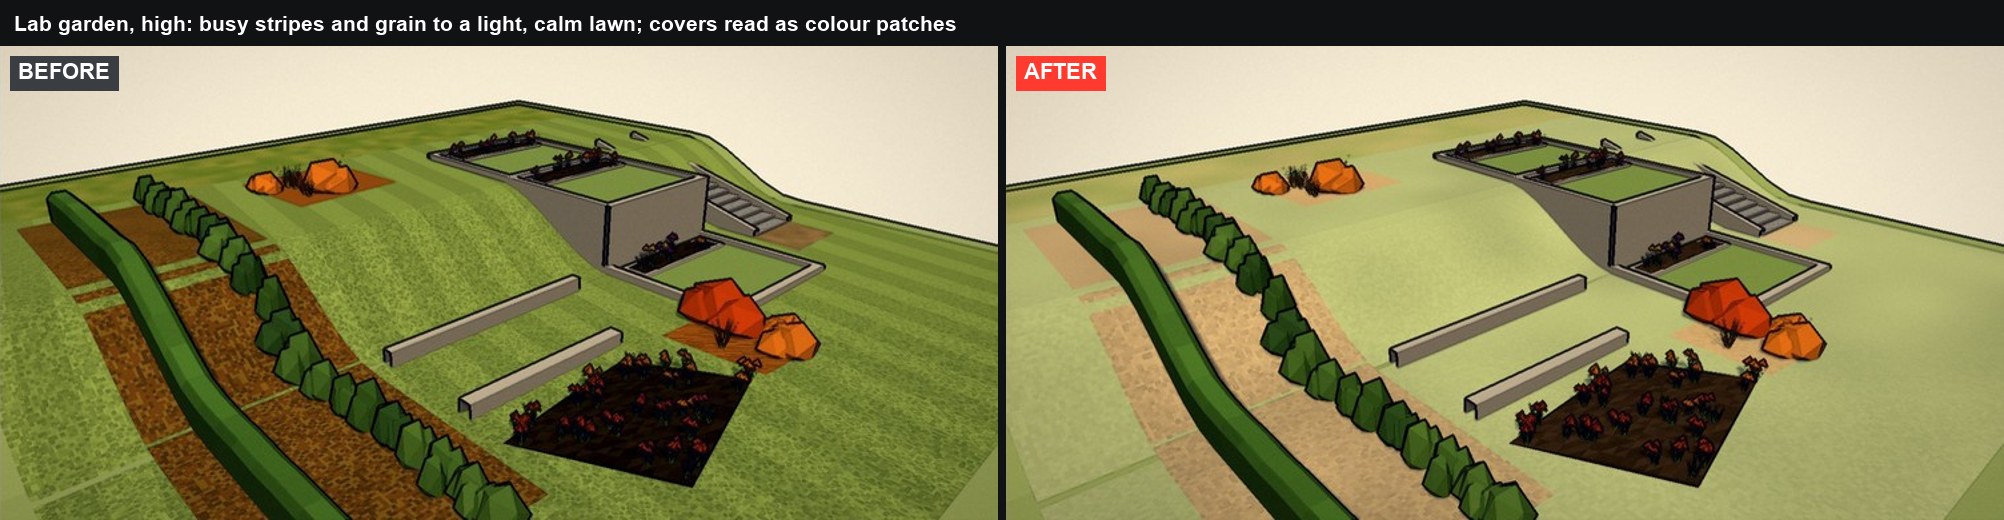 Lab garden, high: busy stripes and grain to a light, calm lawn; covers read as colour patches
BEFORE
AFTER